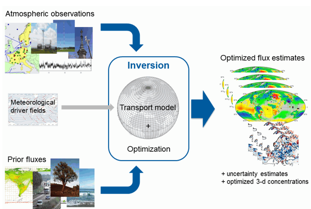 Atmospheric observations
Inversion
Optimized flux estimates
Meteorological
driver fields
Transport model
+
Optimization
Prior fluxes
+ uncertainty estimates
+ optimized 3-d concentrations